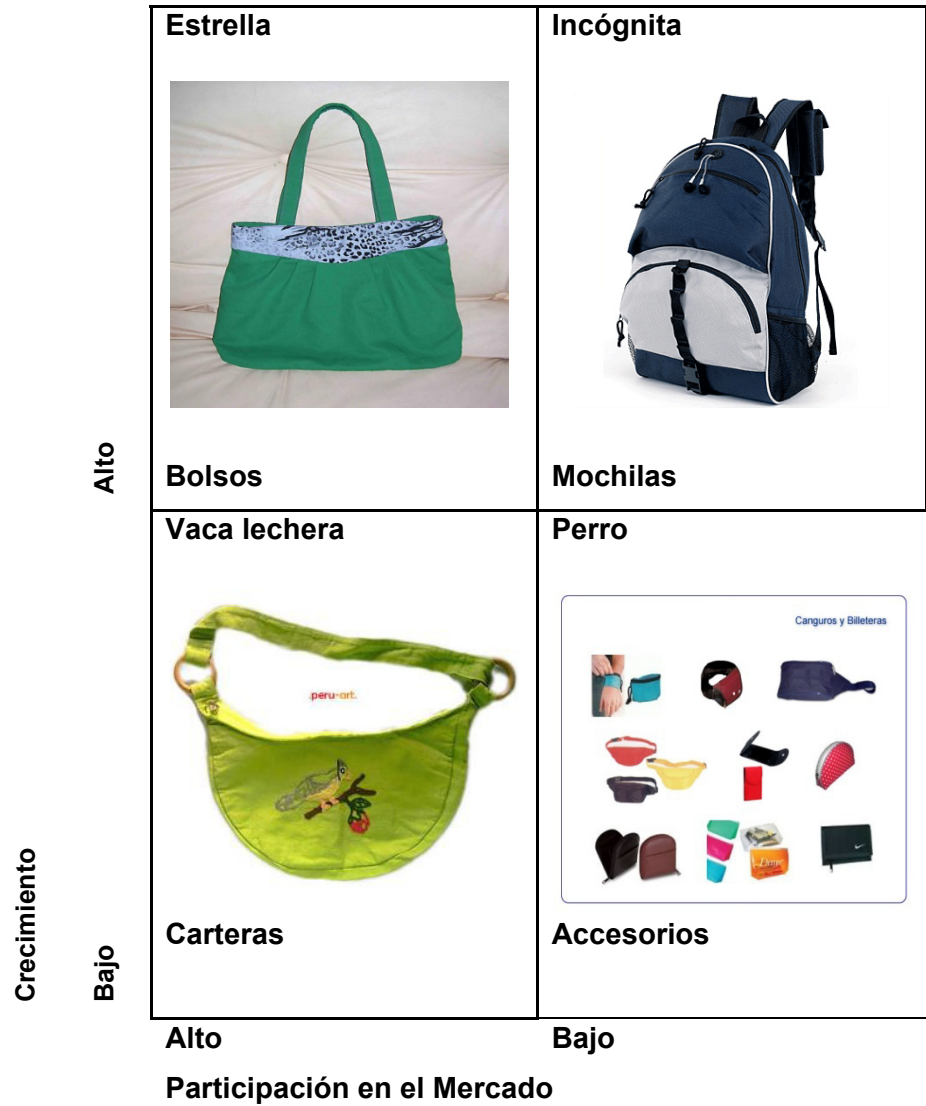 Estrella
Incógnita
Alto
Bolsos
Mochilas
Vaca lechera
Perro
Canguros y Billeteras
.peru-art.
Crecimiento
Bajo
Carteras
Accesorios
Alto
Bajo
Participación en el Mercado